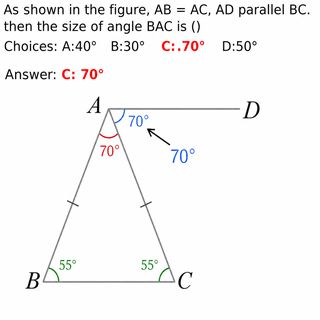 As shown in the figure, AB = AC, AD parallel BC.
then the size of angle BAC is ()
Choices: A:40° B:30° C:.70° D:50°
Answer: C: 70°
A
D
70°
70°
70°
55°
55°
B
C